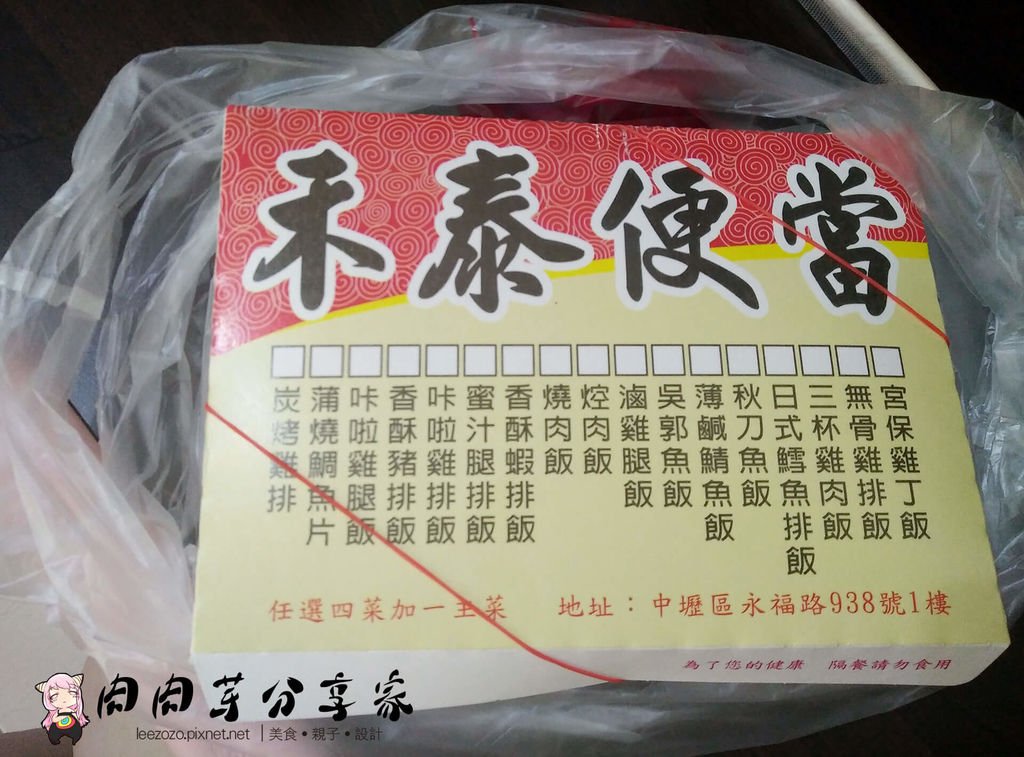 禾泰便當
炭烤雞排
蒲燒鯛魚片
咔啦雞腿飯
香酥豬排飯
咔啦雞排飯
蜜汁腿排飯
香酥蝦排飯
燒肉飯
焢肉飯
滷雞腿飯
吳郭魚飯
薄鹹鯖魚飯
秋刀魚飯
日式鱈魚排飯
三杯雞肉飯
無骨雞排飯
宮保雞丁飯
任選四菜加一主菜 地址：中壢區永福路938號1樓
為了您的健康 隔餐請勿食用
肉肉芽分享家
leezozo.pixnet.net | 美食•親子•設計